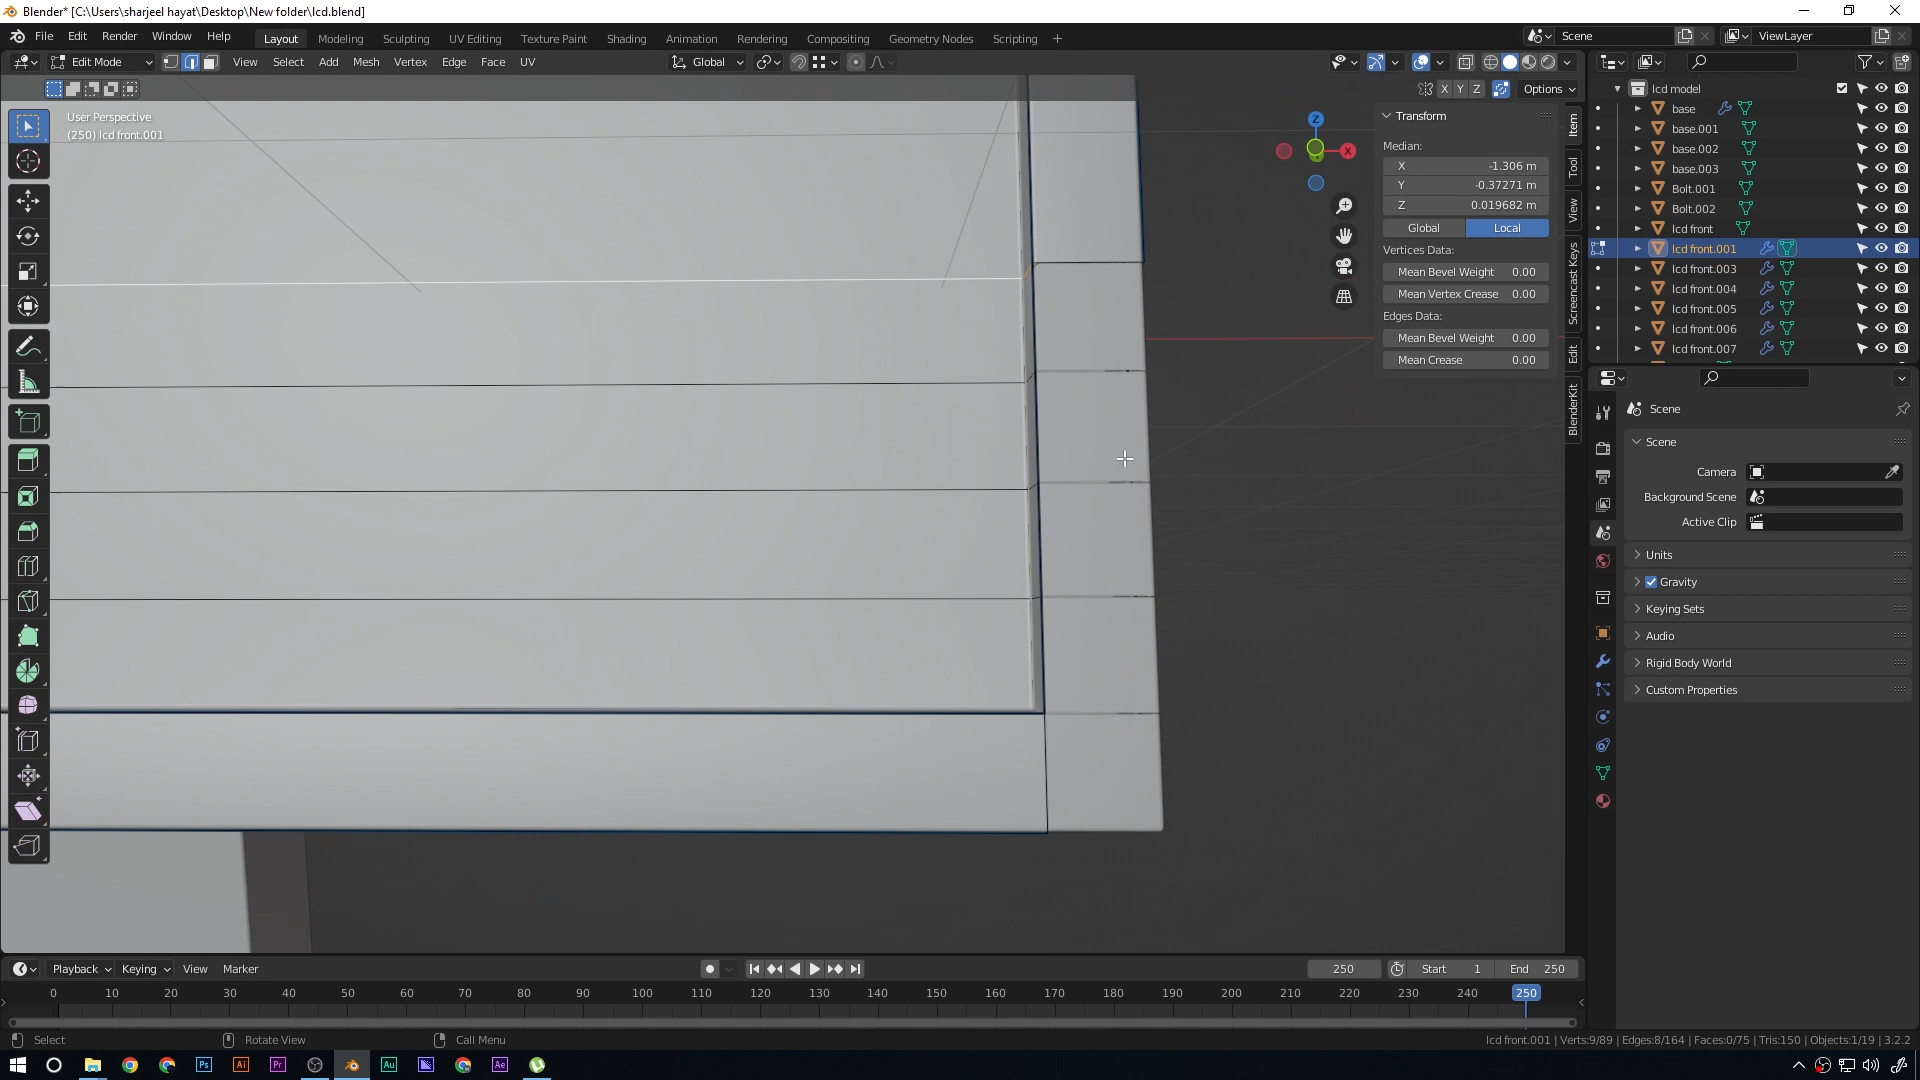 Blender* [C:\Users\sharjeel hayat\Desktop\New folder\lcd.blend]
File Edit Render Window Help Layout Modeling Sculpting UV Editing Texture Paint Shading Animation Rendering Compositing Geometry Nodes Scripting + Scene ViewLayer
Edit Mode View Select Add Mesh Vertex Edge Face UV Global
X Y Z Options
User Perspective
(250) lcd front.001
Z
X
Transform
Median:
X -1.306 m
Y -0.37271 m
Z 0.019682 m
Global Local
Vertices Data:
Mean Bevel Weight 0.00
Mean Vertex Crease 0.00
Edges Data:
Mean Bevel Weight 0.00
Mean Crease 0.00
Item
Tool
View
Screencast Keys
Edit
BlenderKit
lcd model
base
base.001
base.002
base.003
Bolt.001
Bolt.002
lcd front
lcd front.001
lcd front.003
lcd front.004
lcd front.005
lcd front.006
lcd front.007
Scene
Scene
Camera
Background Scene
Active Clip
Units
Gravity
Keying Sets
Audio
Rigid Body World
Custom Properties
Playback Keying View Marker 250 Start 1 End 250
0 10 20 30 40 50 60 70 80 90 100 110 120 130 140 150 160 170 180 190 200 210 220 230 240 250
Select Rotate View Call Menu lcd front.001 | Verts:9/89 | Edges:8/164 | Faces:0/75 | Tris:150 | Objects:1/19 | 3.2.2
Ps Ai Pr Au Ae